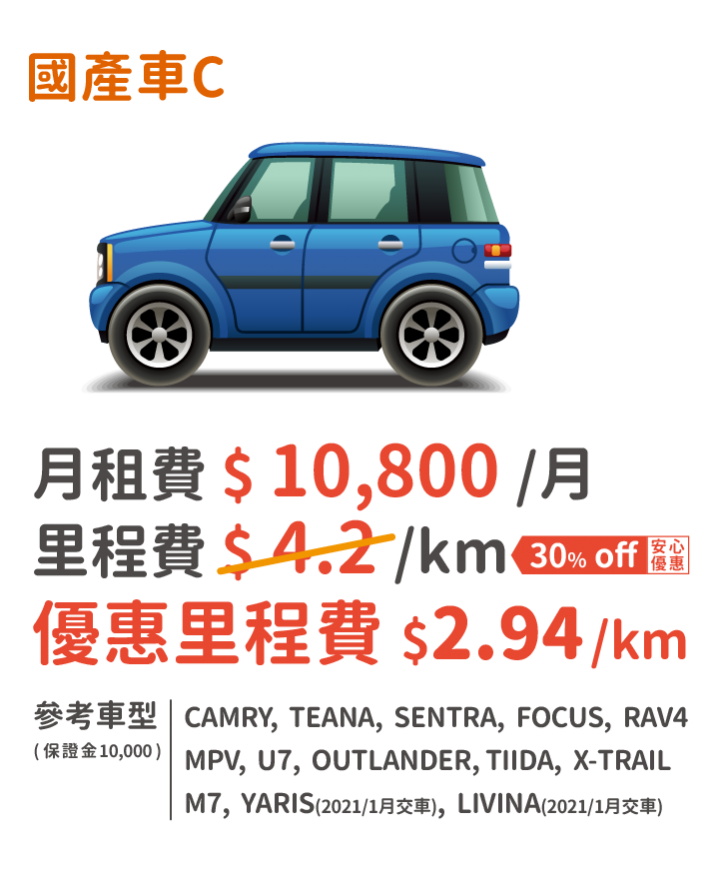 國產車C
月租費 $ 10,800 /月
里程費 $ 4.2 /km 30% off 安心優惠
優惠里程費 $2.94/km
參考車型
(保證金10,000)
CAMRY, TEANA, SENTRA, FOCUS, RAV4
MPV, U7, OUTLANDER, TIIDA, X-TRAIL
M7, YARIS(2021/1月交車), LIVINA(2021/1月交車)